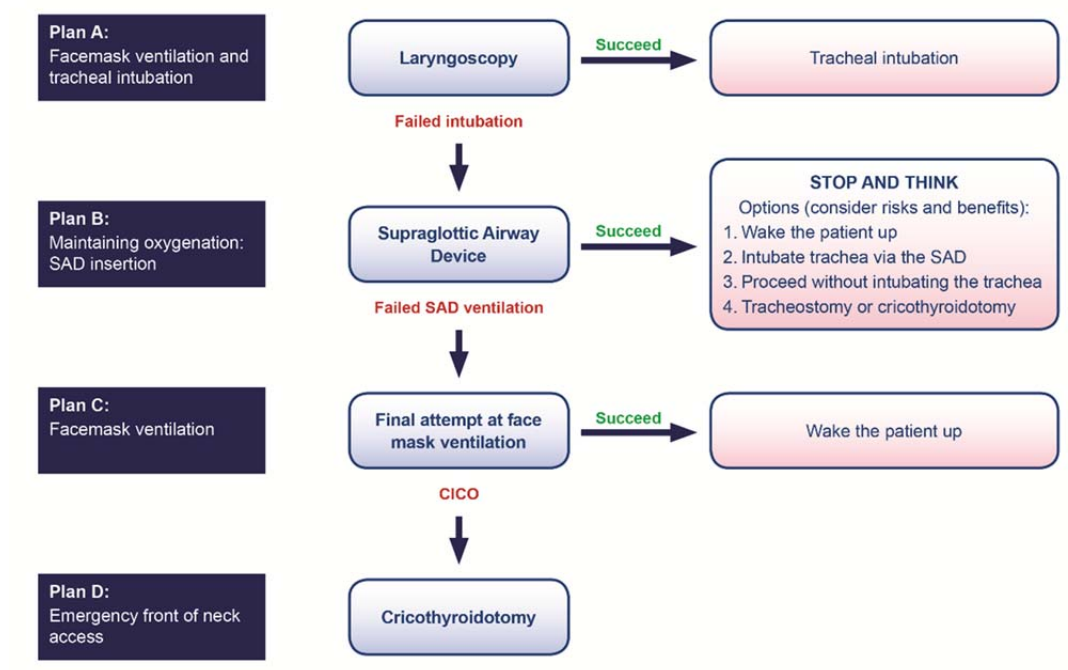 Plan A:
Facemask ventilation and
tracheal intubation
Laryngoscopy
Succeed
Tracheal intubation
Failed intubation
Plan B:
Maintaining oxygenation:
SAD insertion
Supraglottic Airway
Device
Succeed
STOP AND THINK
Options (consider risks and benefits):
1. Wake the patient up
2. Intubate trachea via the SAD
3. Proceed without intubating the trachea
4. Tracheostomy or cricothyroidotomy
Failed SAD ventilation
Plan C:
Facemask ventilation
Final attempt at face
mask ventilation
Succeed
Wake the patient up
CICO
Plan D:
Emergency front of neck
access
Cricothyroidotomy